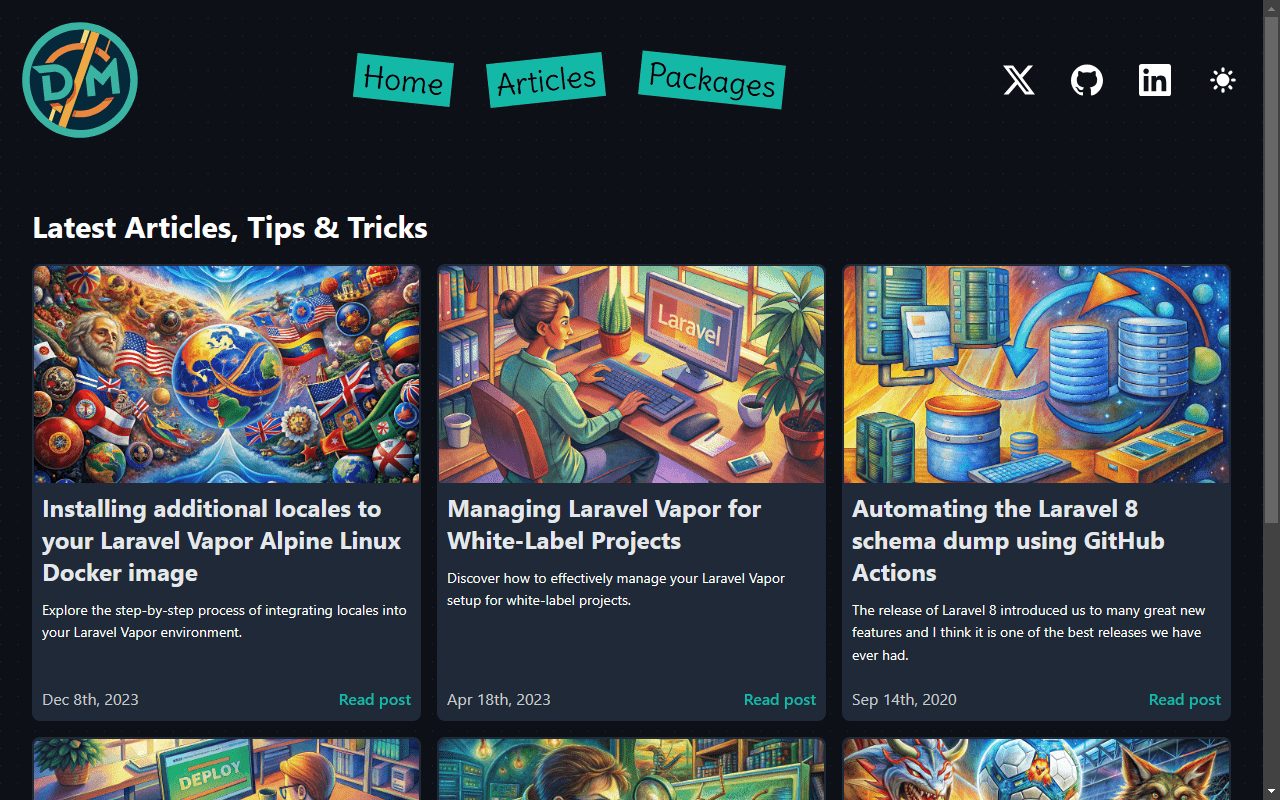 DM
Home
Articles
Packages
Latest Articles, Tips & Tricks
Laravel
Installing additional locales to
your Laravel Vapor Alpine Linux
Docker image
Explore the step-by-step process of integrating locales into
your Laravel Vapor environment.
Dec 8th, 2023
Read post
Managing Laravel Vapor for
White-Label Projects
Discover how to effectively manage your Laravel Vapor
setup for white-label projects.
Apr 18th, 2023
Read post
Automating the Laravel 8
schema dump using GitHub
Actions
The release of Laravel 8 introduced us to many great new
features and I think it is one of the best releases we have
ever had.
Sep 14th, 2020
Read post
DEPLOY